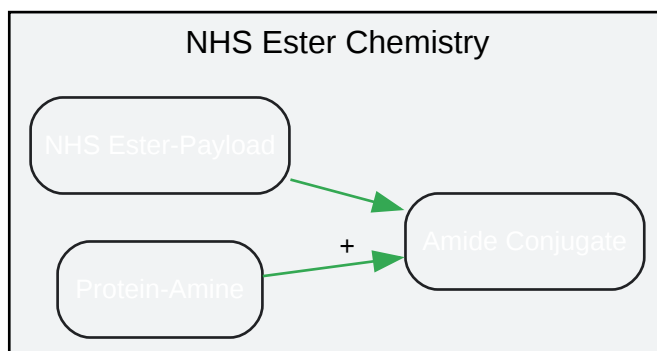 NHS Ester Chemistry
NHS Ester-Payload
+
Amide Conjugate
Protein-Amine